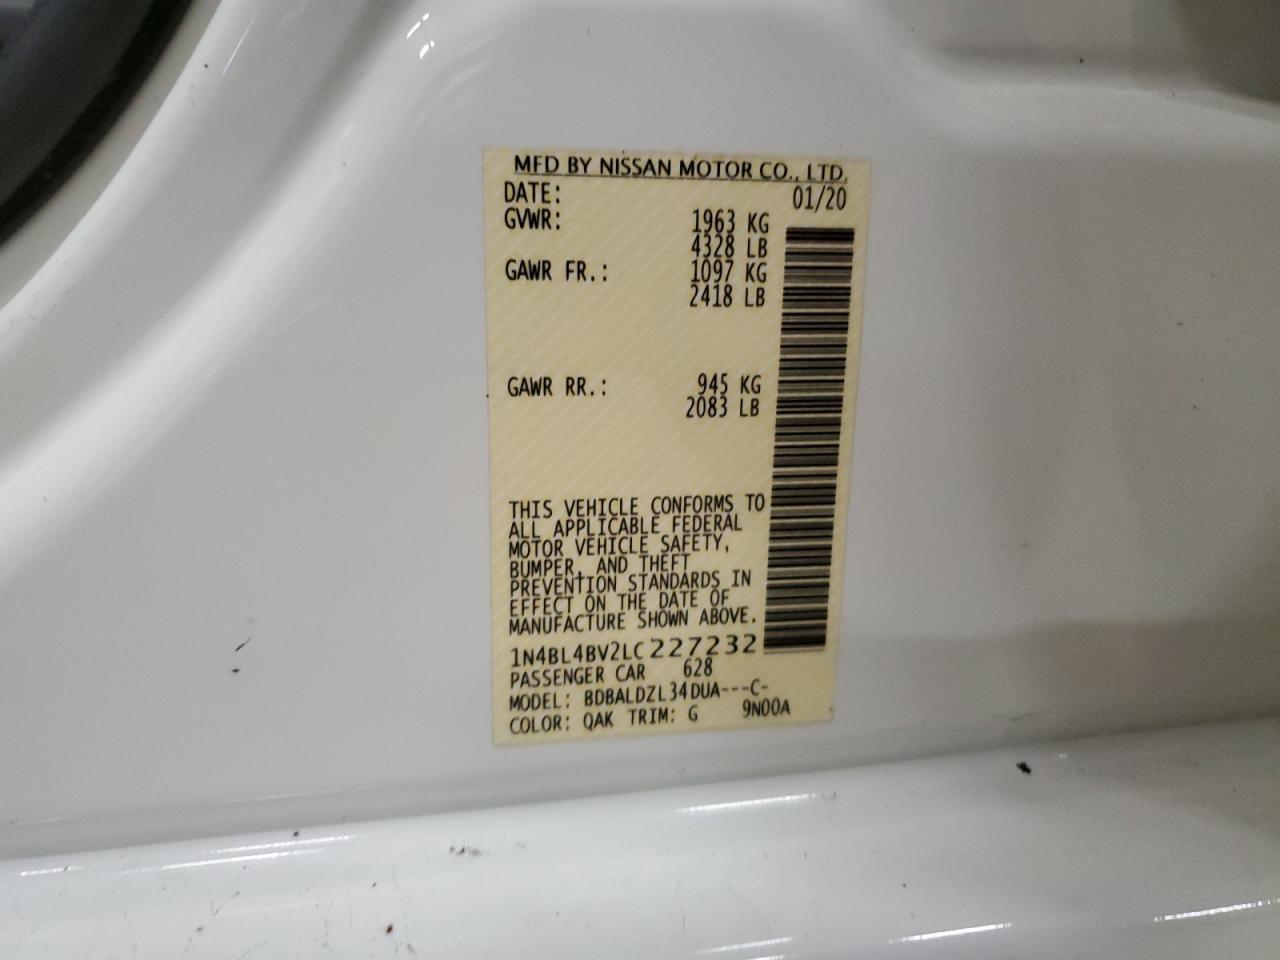 MFD BY NISSAN MOTOR CO., LTD.
DATE: 01/20
GVWR: 1963 KG
4328 LB
GAWR FR.: 1097 KG
2418 LB
GAWR RR.: 945 KG
2083 LB
THIS VEHICLE CONFORMS TO
ALL APPLICABLE FEDERAL
MOTOR VEHICLE SAFETY,
BUMPER, AND THEFT
PREVENTION STANDARDS IN
EFFECT ON THE DATE OF
MANUFACTURE SHOWN ABOVE.
1N4BL4BV2LC227232
PASSENGER CAR 628
MODEL: BDBALDZL34DUA---C-
COLOR: QAK TRIM: G 9N00A